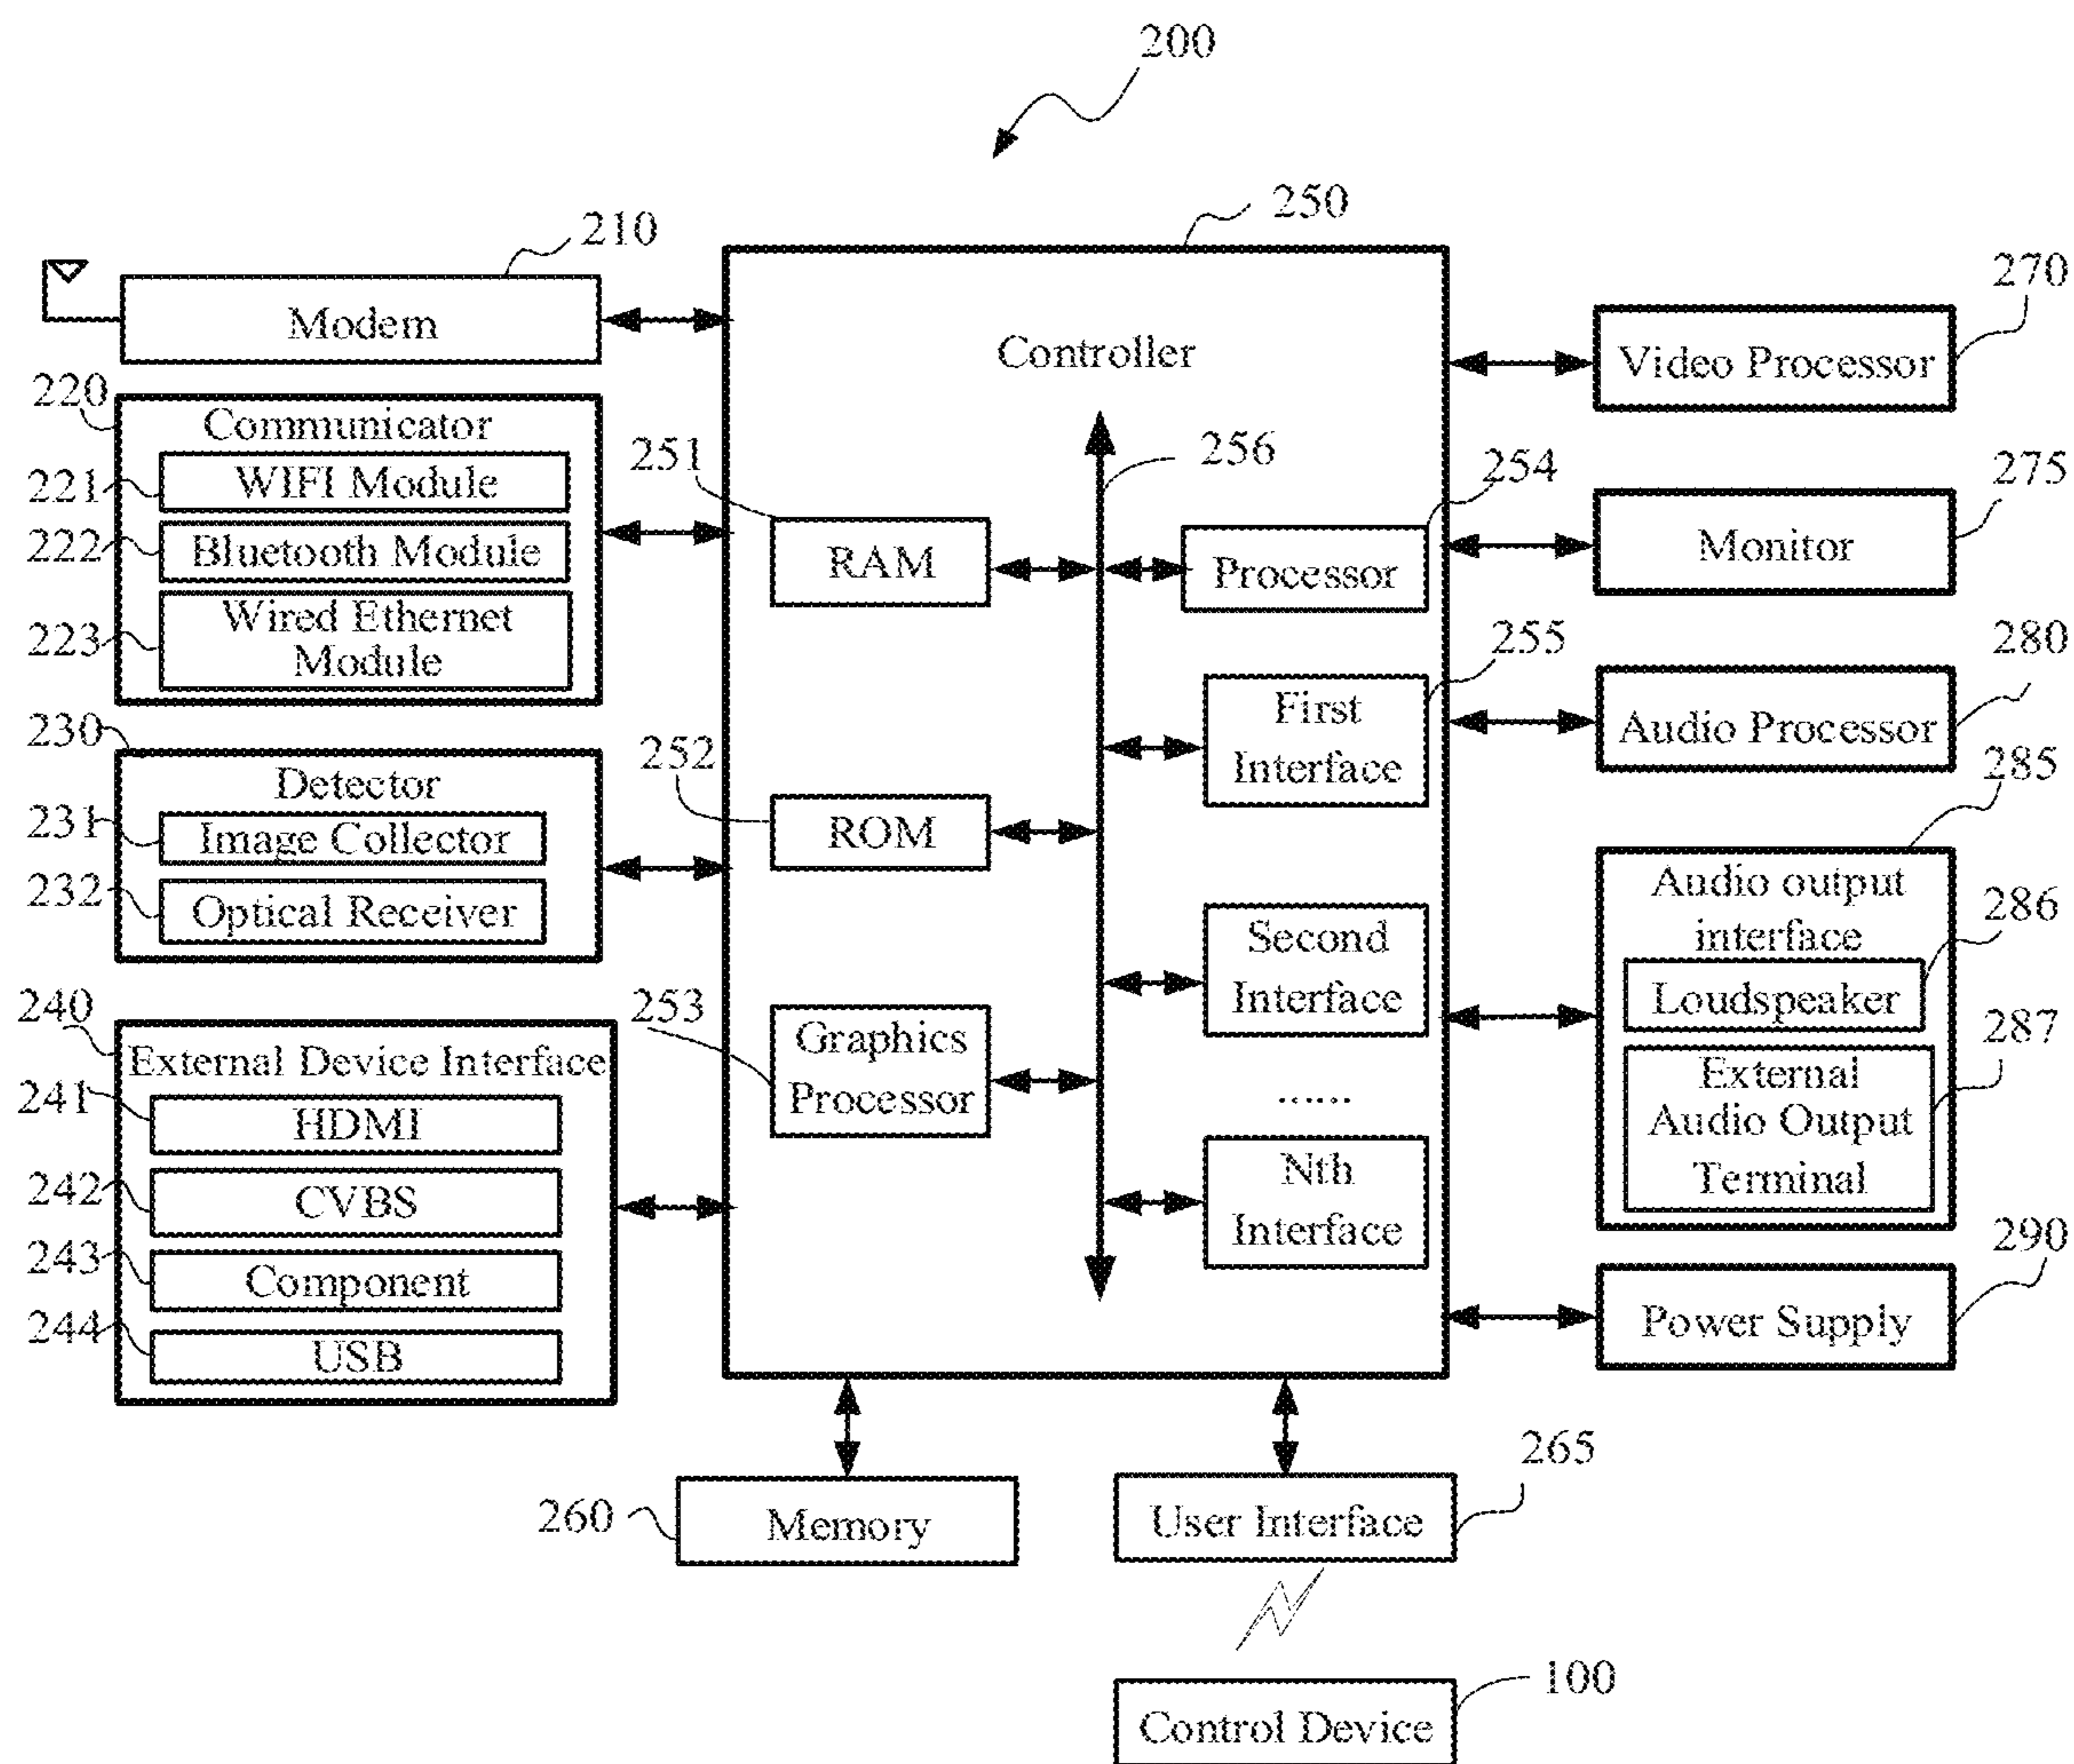 200
250
210
Modem
Controller
270
Video Processor
220
Communicator
221
WIFI Module
222
Bluetooth Module
223
Wired Ethernet
Module
251
RAM
256
254
Processor
275
Monitor
255
First
Interface
280
Audio Processor
230
Detector
231
Image Collector
232
Optical Receiver
252
ROM
Second
Interface
285
Audio output
interface
286
Loudspeaker
287
External
Audio Output
Terminal
240
External Device Interface
241
HDMI
242
CVBS
243
Component
244
USB
253
Graphics
Processor
......
Nth
Interface
290
Power Supply
260
Memory
265
User Interface
100
Control Device